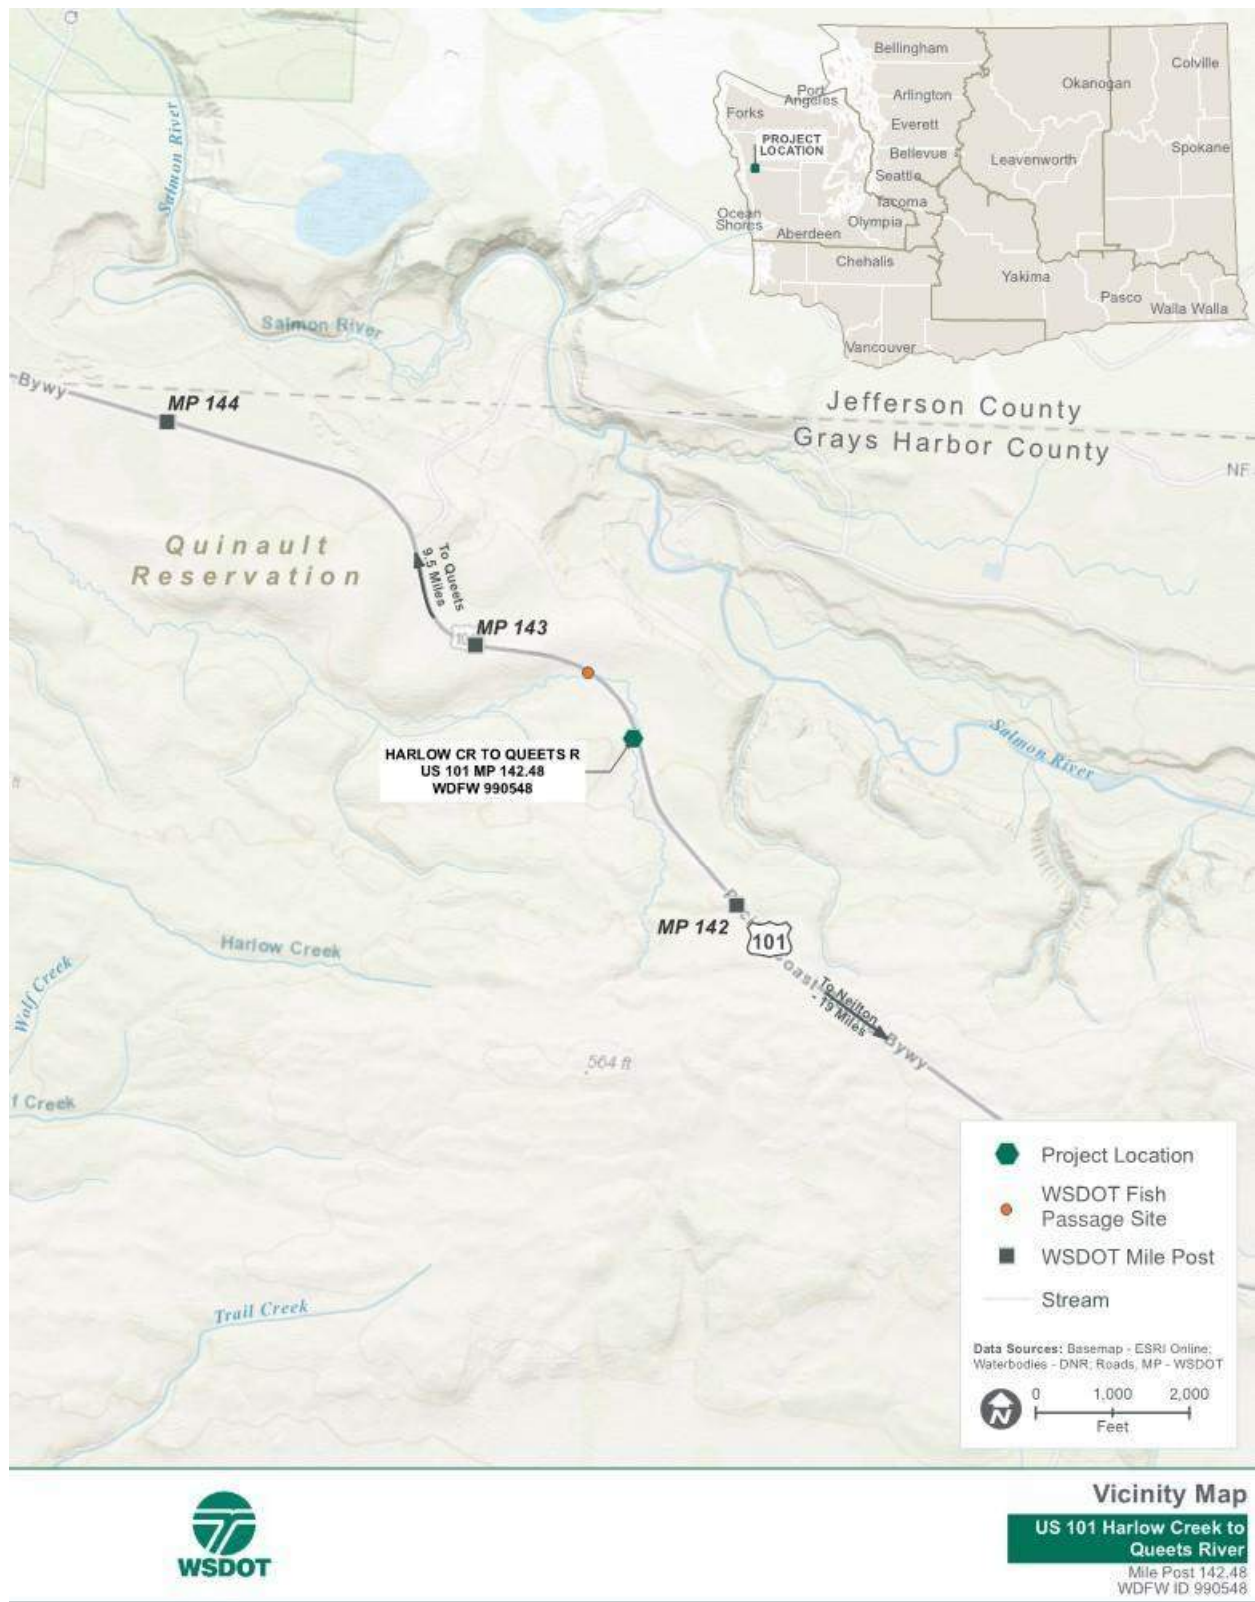 Bellingham
Colville
Okanogan
Port
Angeles
Arlington
Forks
Everett
PROJECT
LOCATION
Bellevue
Leavenworth
Spokane
Seattle
Tacoma
Ocean
Shores
Olympia
Aberdeen
Chehalis
Yakima
Pasco
Walla Walla
Vancouver
Salmon River
Salmon River
Bywy
MP 144
Jefferson County
Grays Harbor County
NF
Quinault
Reservation
To Queets
9.5 Miles
MP 143
HARLOW CR TO QUEETS R
US 101 MP 142.48
WDFW 990548
Salmon River
ft
MP 142
101
Harlow Creek
Wolf Creek
To Neilton
- 19 Miles
Bywy
564 ft
f Creek
Trail Creek
Project Location
WSDOT Fish
Passage Site
WSDOT Mile Post
Stream
Data Sources: Basemap - ESRI Online;
Waterbodies - DNR; Roads, MP - WSDOT
N
0 1,000 2,000
Feet
WSDOT
Vicinity Map
US 101 Harlow Creek to
Queets River
Mile Post 142.48
WDFW ID 990548